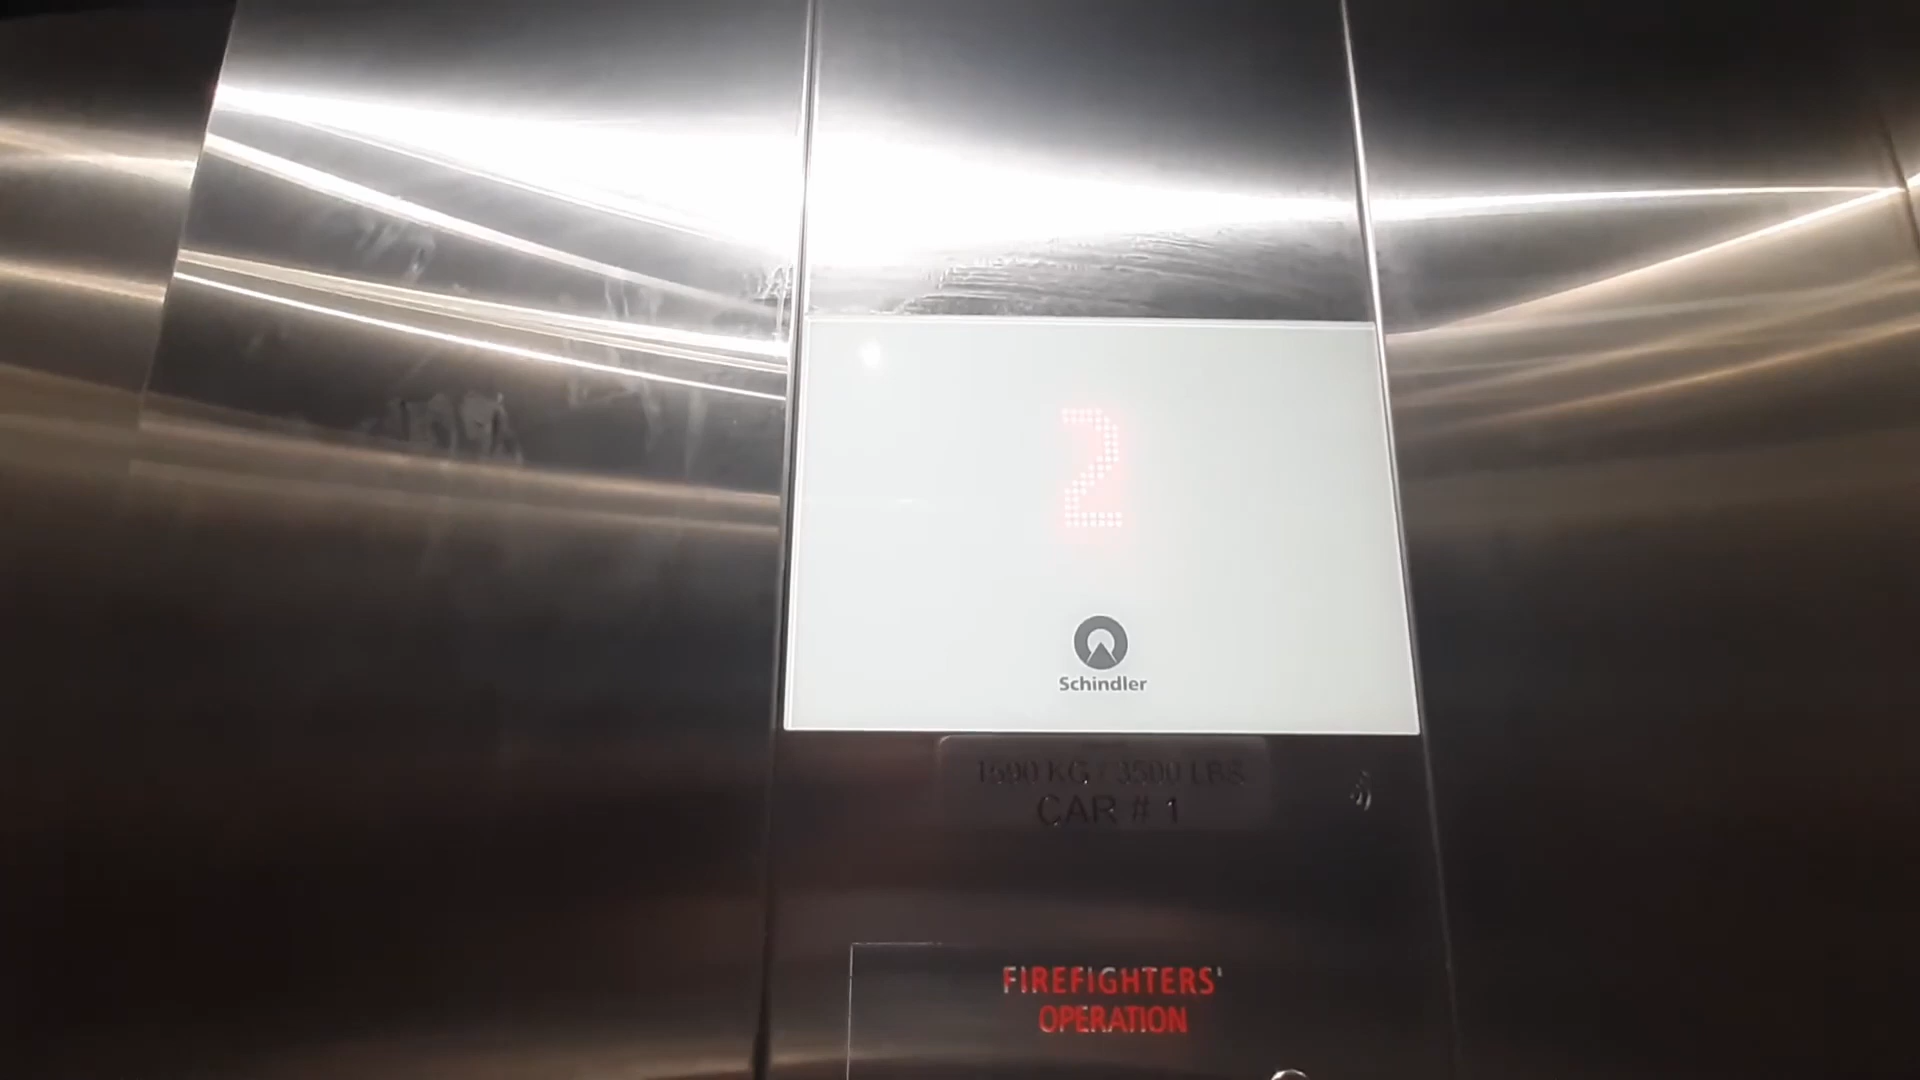 2
Schindler
1590 KG / 3500 LBS
CAR # 1
FIREFIGHTERS'
OPERATION